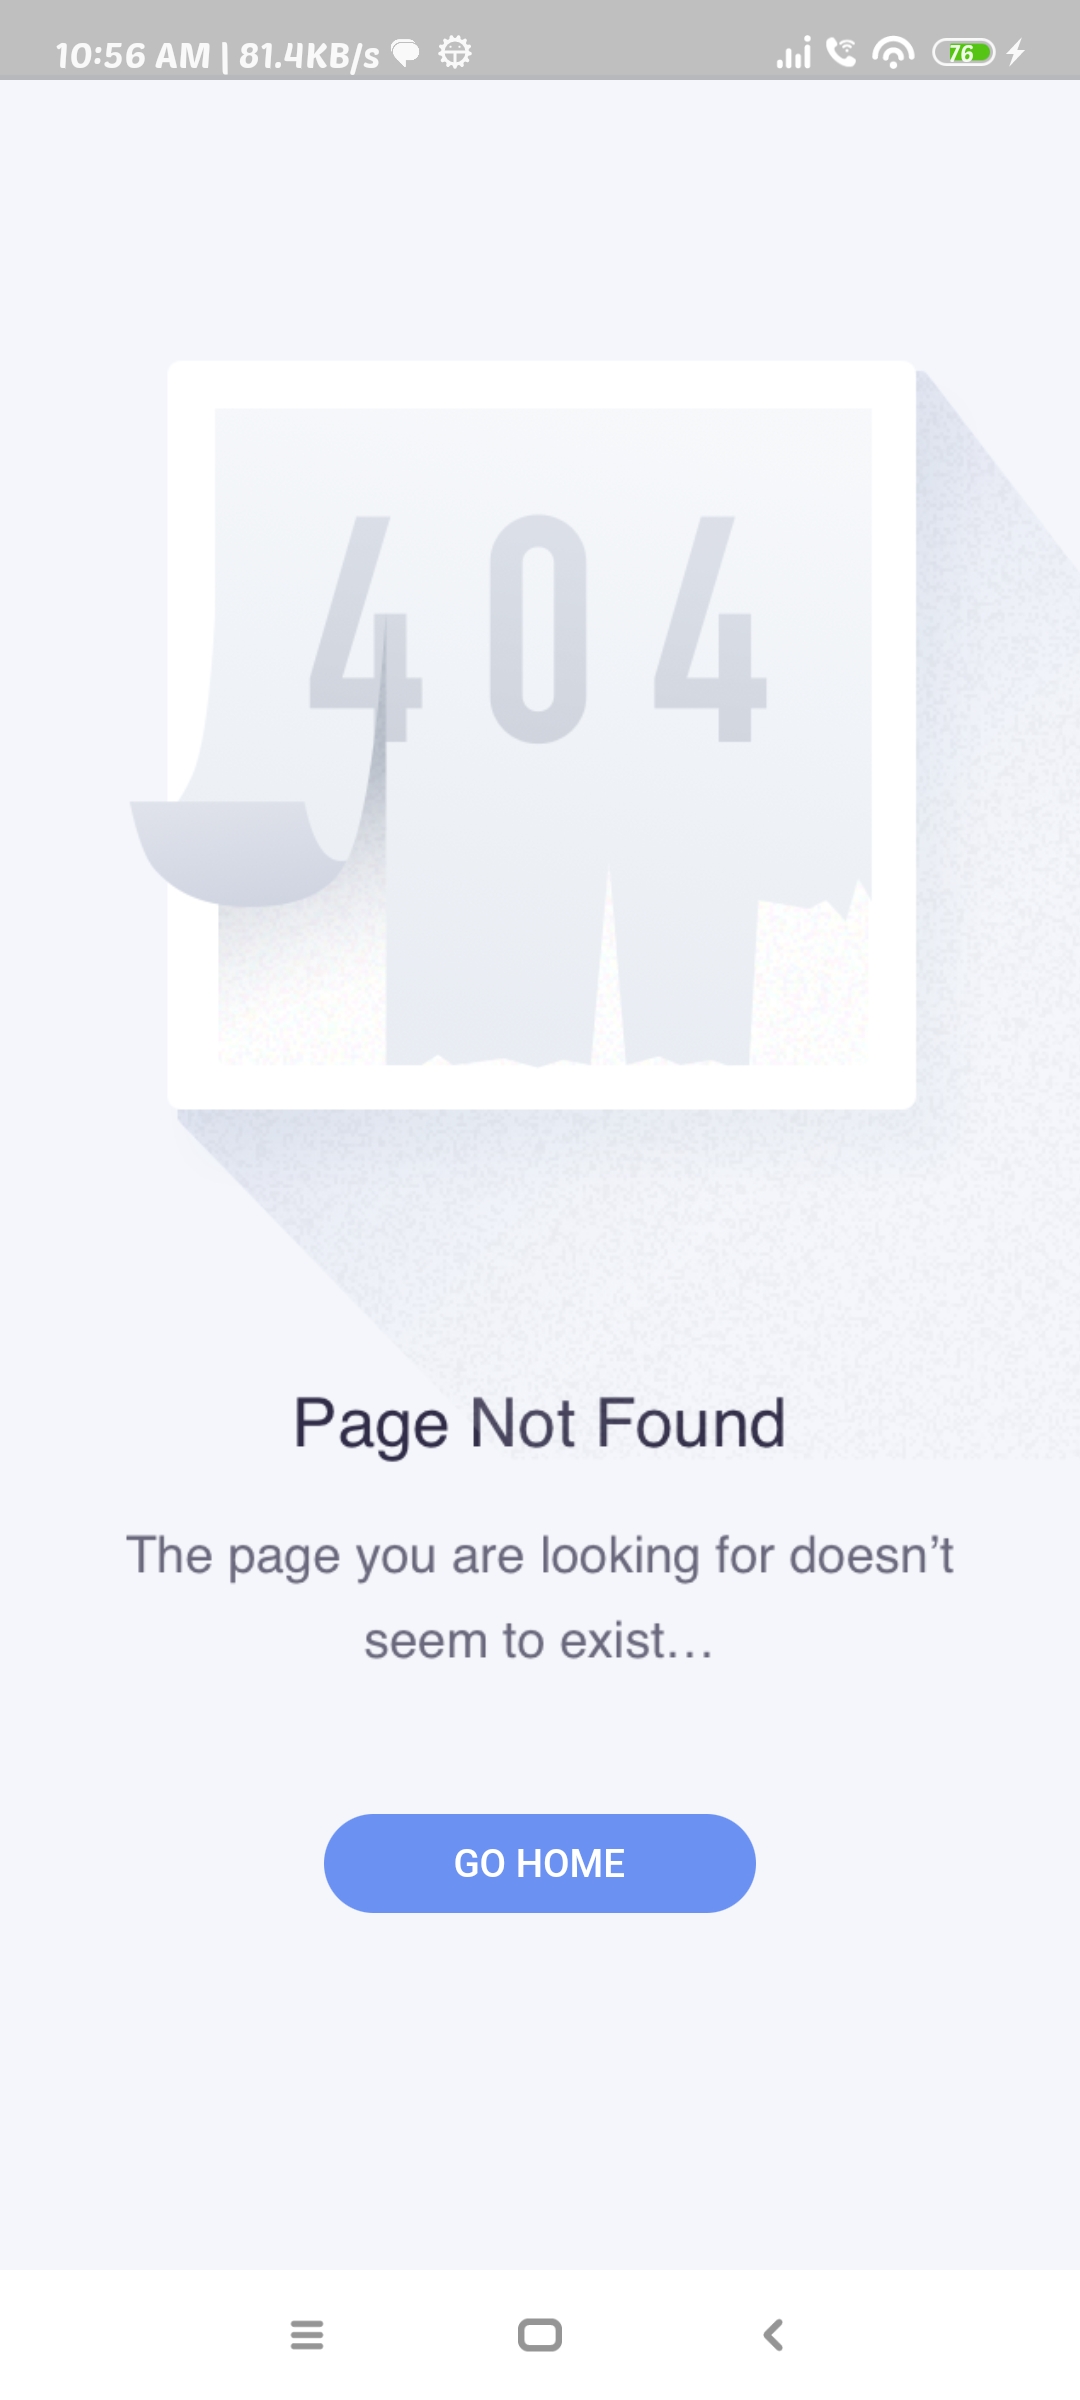 10:56 AM | 81.4KB/s
76
404
Page Not Found
The page you are looking for doesn’t
seem to exist...
GO HOME